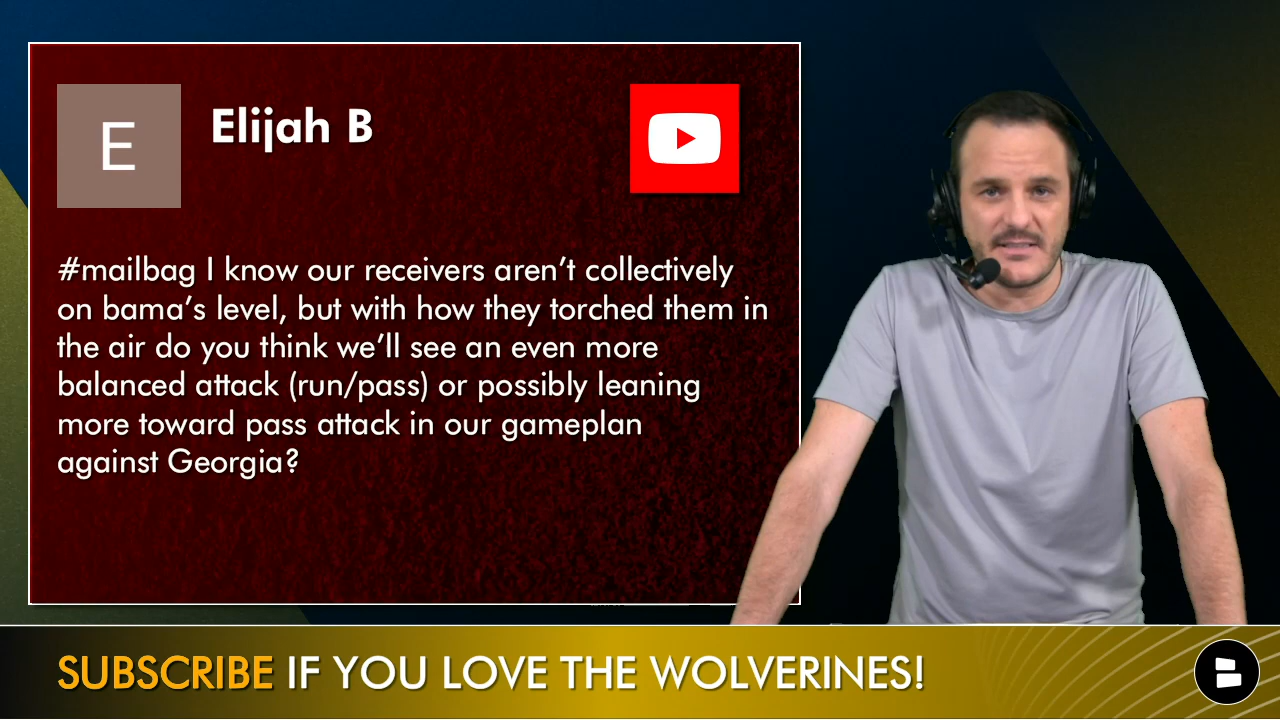 E
Elijah B
#mailbag I know our receivers aren't collectively
on bama's level, but with how they torched them in
the air do you think we'll see an even more
balanced attack (run/pass) or possibly leaning
more toward pass attack in our gameplan
against Georgia?
SUBSCRIBE IF YOU LOVE THE WOLVERINES!